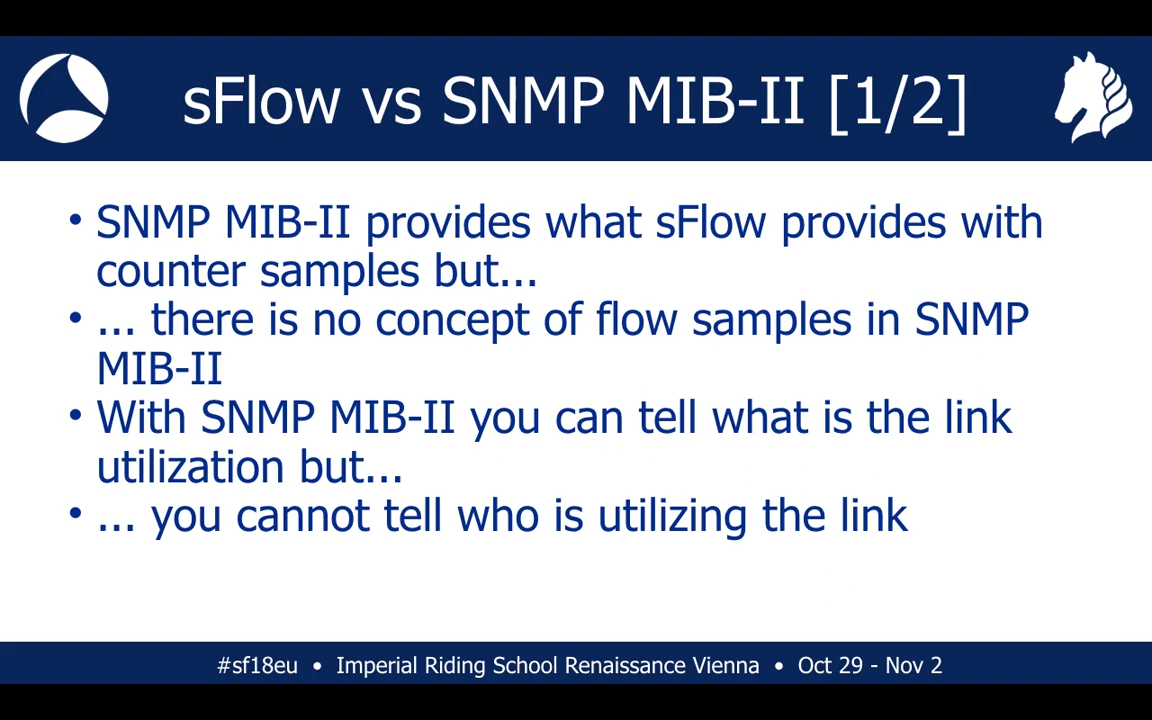 sFlow vs SNMP MIB-II [1/2]
• SNMP MIB-II provides what sFlow provides with
counter samples but...
• ... there is no concept of flow samples in SNMP
MIB-II
• With SNMP MIB-II you can tell what is the link
utilization but...
• ... you cannot tell who is utilizing the link
#sf18eu • Imperial Riding School Renaissance Vienna • Oct 29 - Nov 2